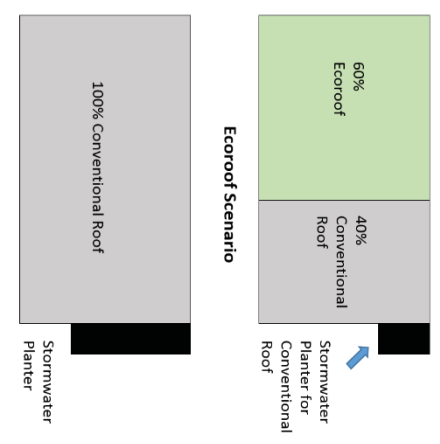 60%
Ecoroof
40%
Conventional
Roof
Stormwater
Planter for
Conventional
Roof
Ecoroof Scenario
100% Conventional Roof
Stormwater
Planter